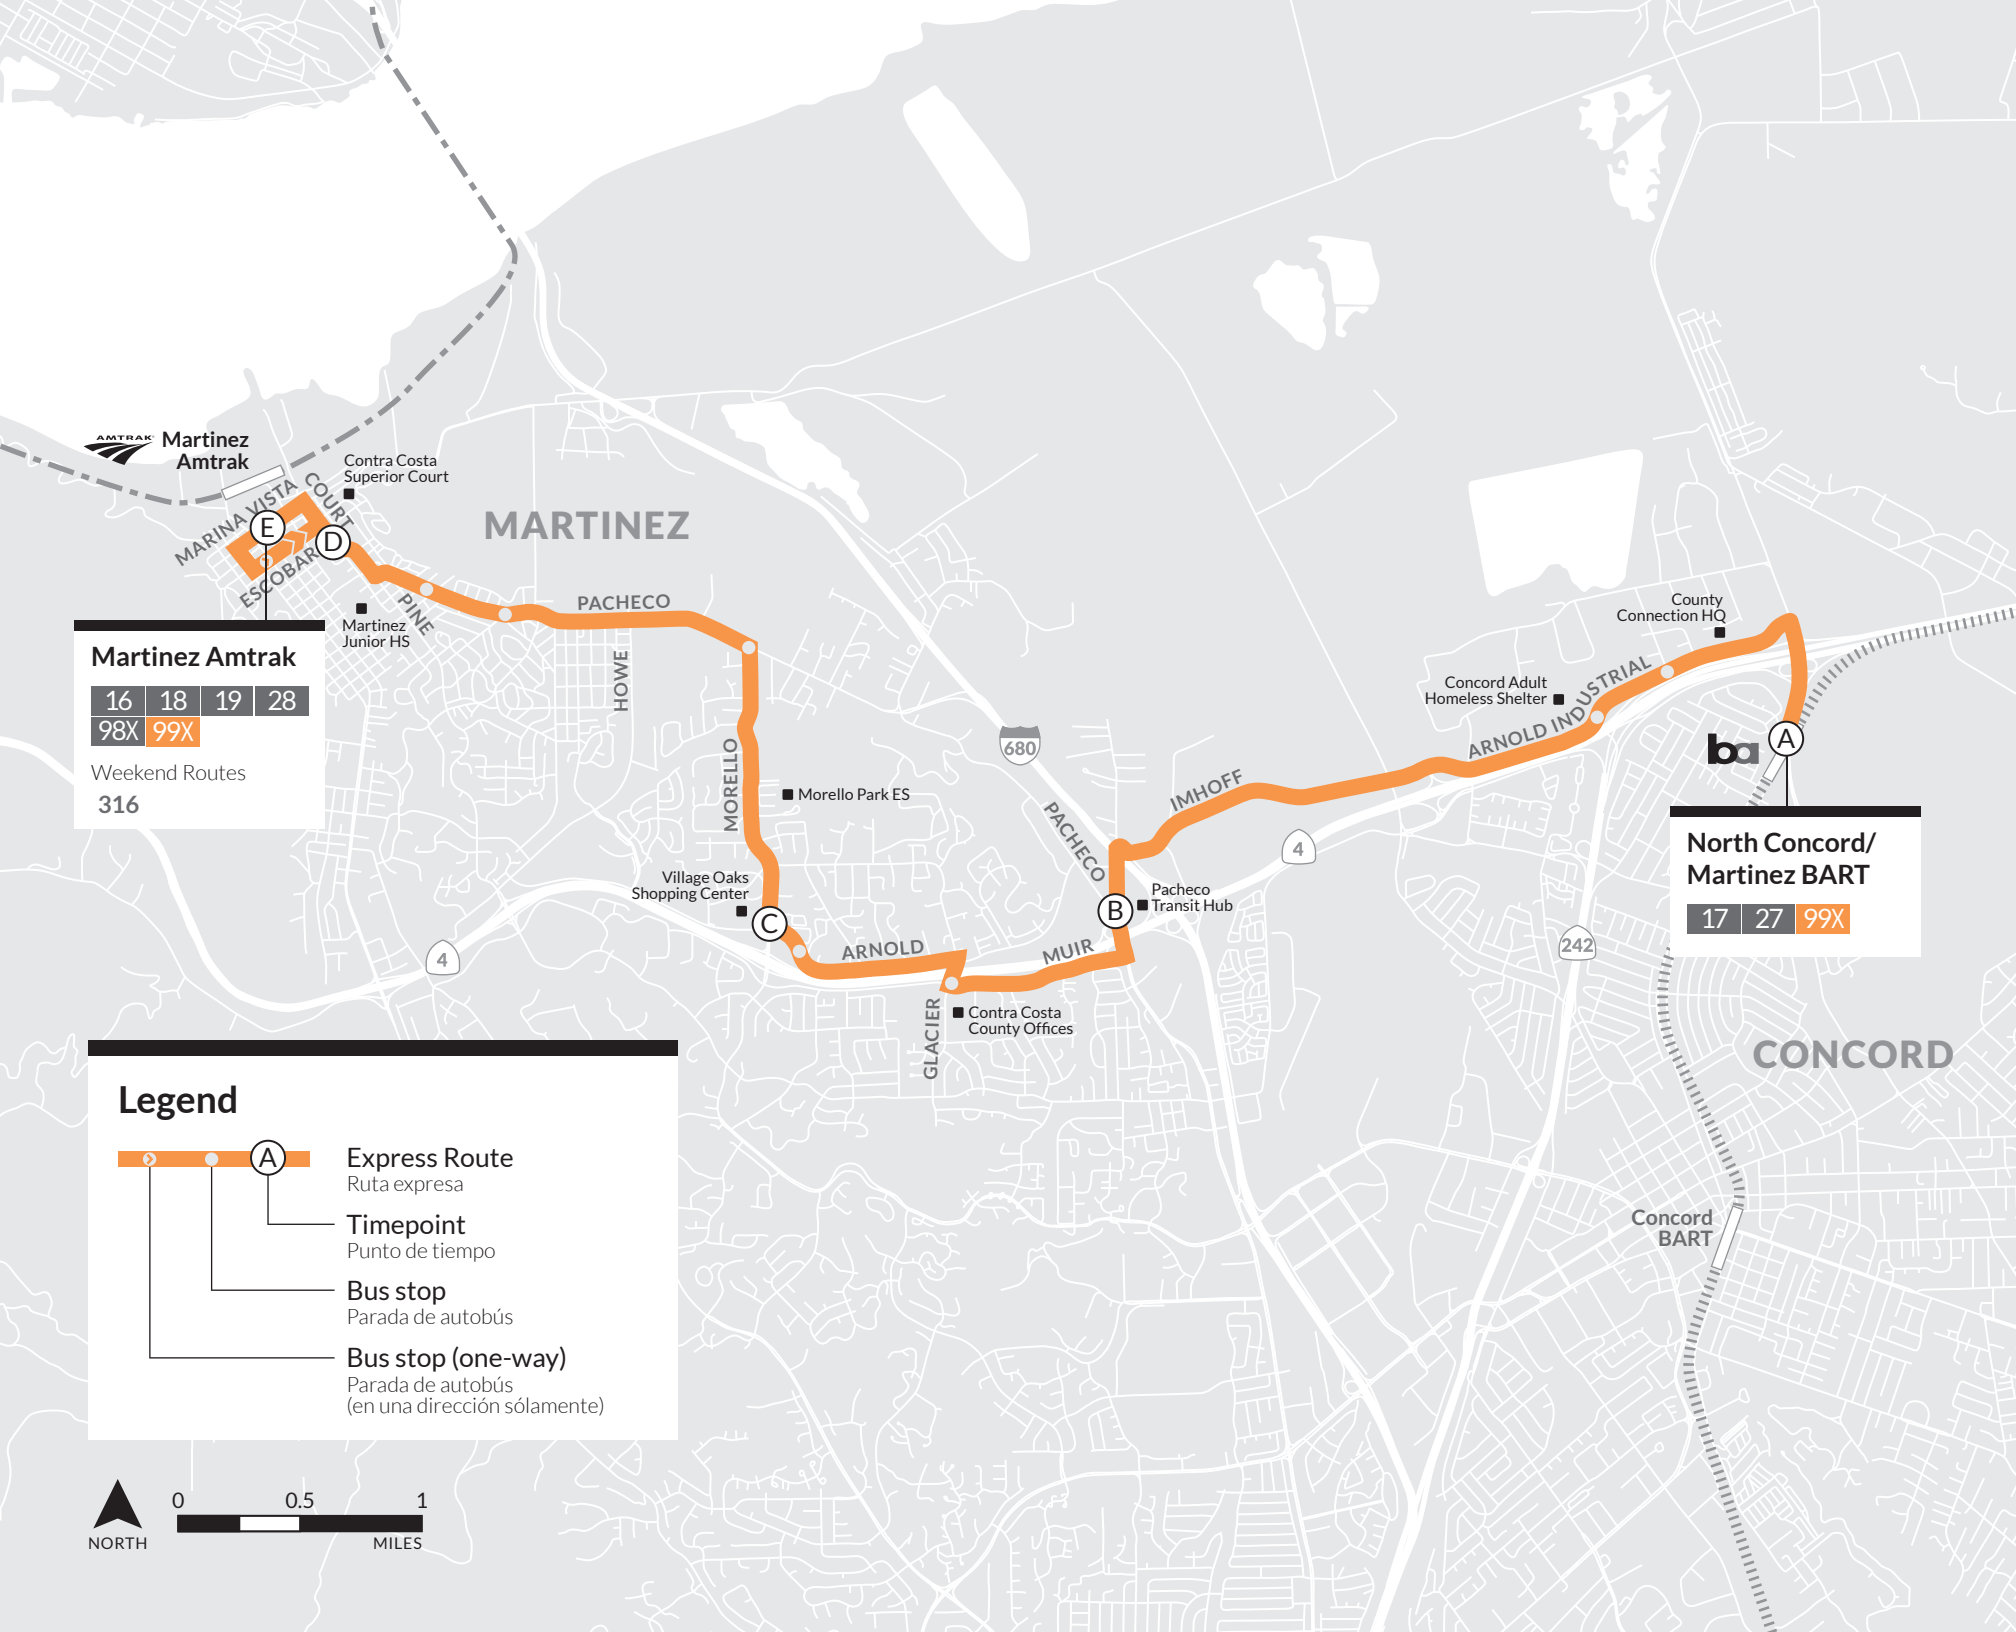 AMTRAK
Martinez
Amtrak
Contra Costa
Superior Court
MARINA VISTA
COURT
E
D
ESCOBAR
PINE
Martinez
Junior HS
MARTINEZ
PACHECO
HOWE
Martinez Amtrak
16 18 19 28
98X 99X
Weekend Routes
316
MORELLO
Morello Park ES
680
PACHECO
IMHOFF
4
Village Oaks
Shopping Center
C
ARNOLD
B
Pacheco
Transit Hub
MUIR
4
GLACIER
Contra Costa
County Offices
County
Connection HQ
Concord Adult
Homeless Shelter
ARNOLD INDUSTRIAL
ba
A
North Concord/
Martinez BART
17 27 99X
242
CONCORD
Concord
BART
Legend
A
Express Route
Ruta expresa
Timepoint
Punto de tiempo
Bus stop
Parada de autobús
Bus stop (one-way)
Parada de autobús
(en una dirección sólamente)
NORTH
0 0.5 1
MILES